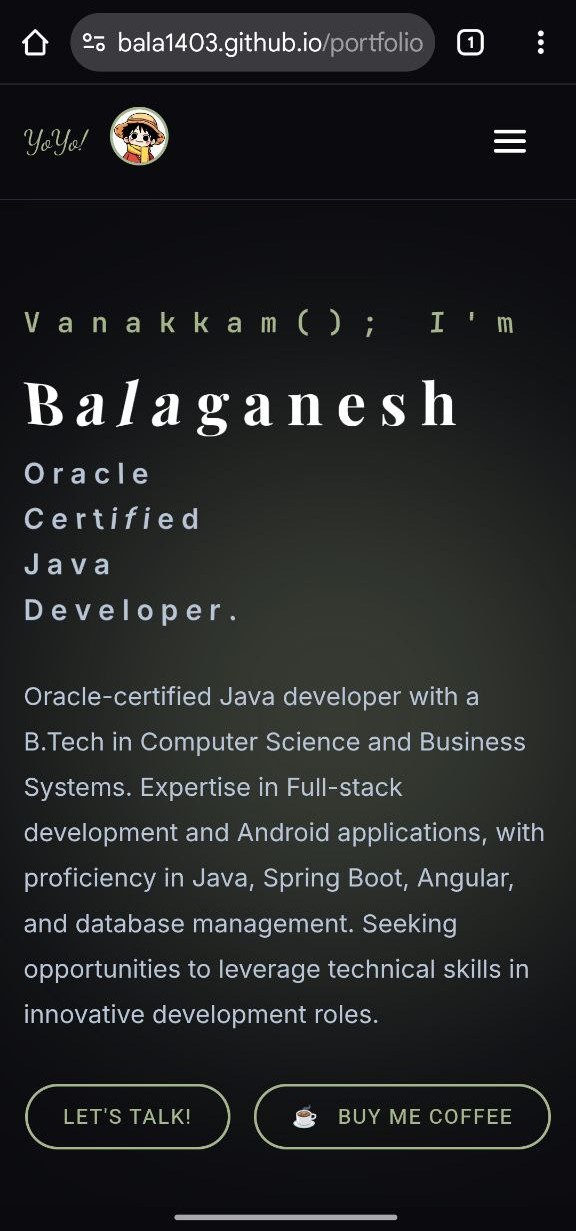 bala1403.github.io/portfolio
1
YoYo!
Vanakkam(); I'm
Balaganesh
Oracle
Certified
Java
Developer.
Oracle-certified Java developer with a
B.Tech in Computer Science and Business
Systems. Expertise in Full-stack
development and Android applications, with
proficiency in Java, Spring Boot, Angular,
and database management. Seeking
opportunities to leverage technical skills in
innovative development roles.
LET'S TALK!
☕ BUY ME COFFEE